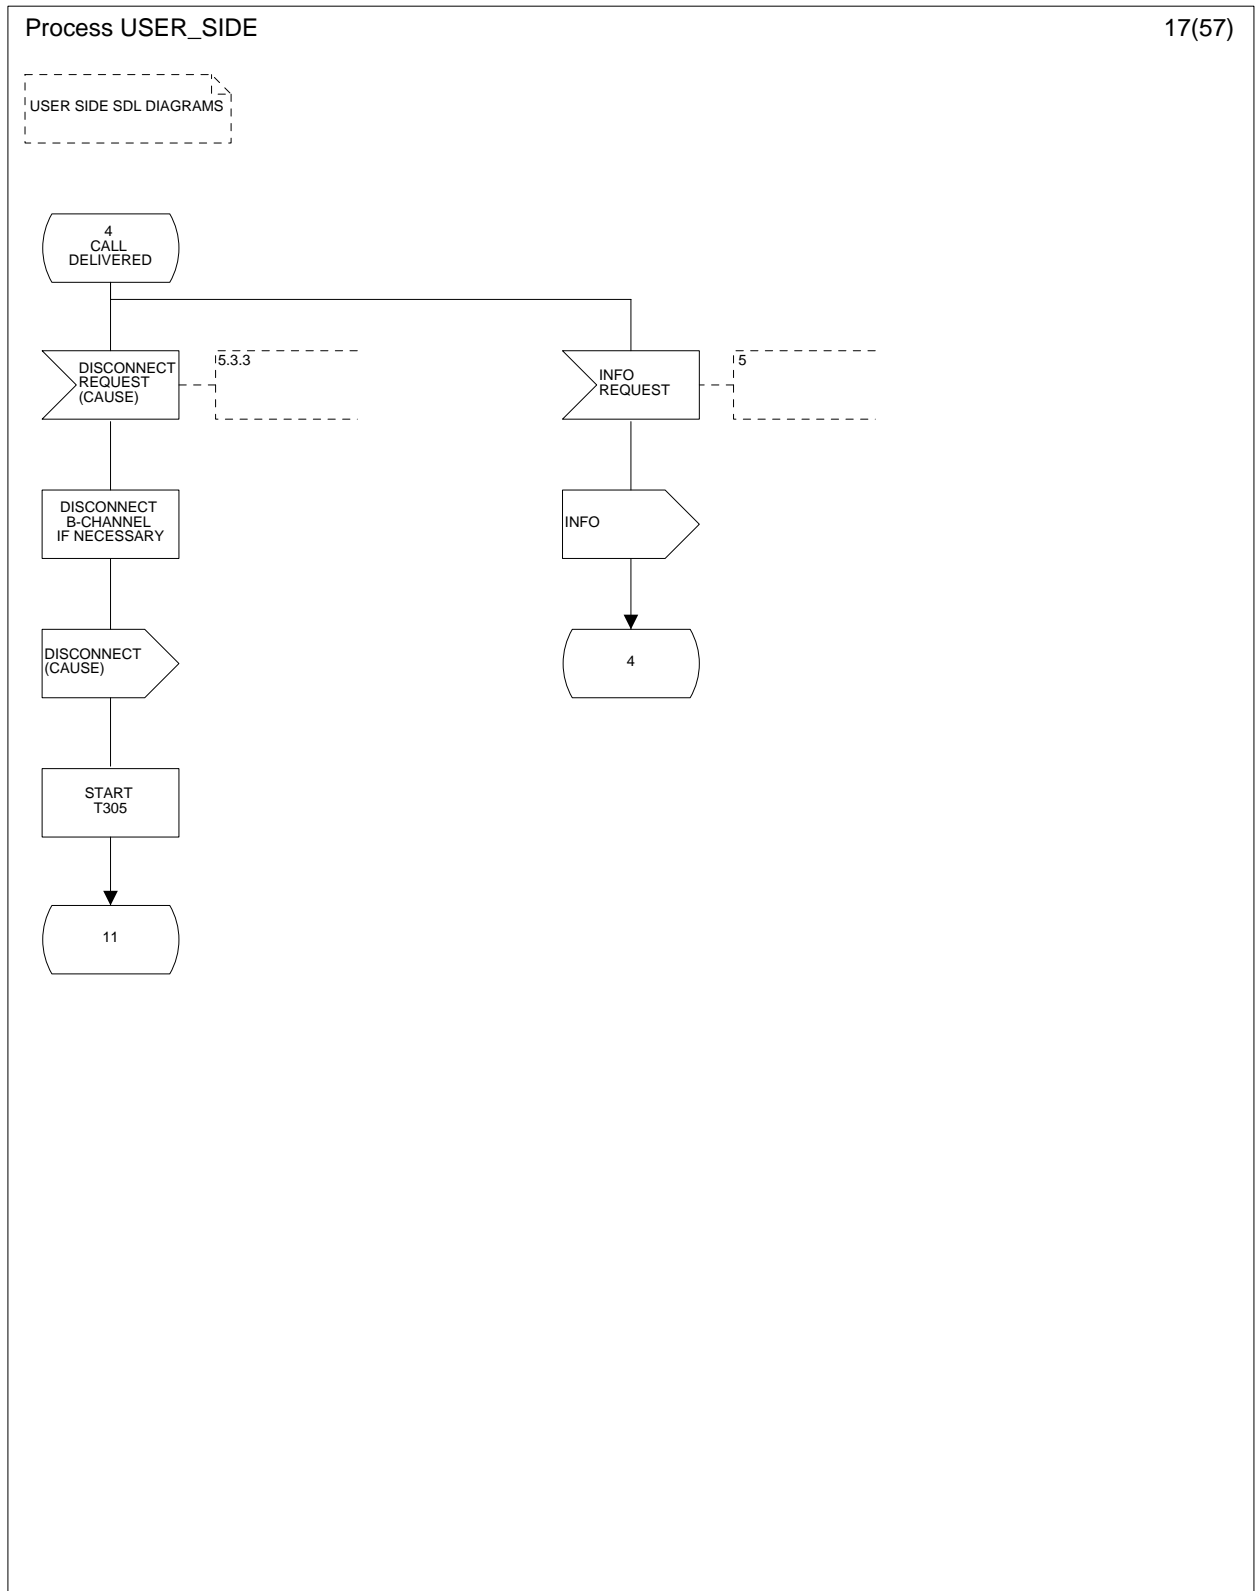 Process USER_SIDE
17(57)
USER SIDE SDL DIAGRAMS
4
CALL
DELIVERED
DISCONNECT
REQUEST
(CAUSE)
5.3.3
INFO
REQUEST
5
DISCONNECT
B-CHANNEL
IF NECESSARY
INFO
DISCONNECT
(CAUSE)
4
START
T305
11